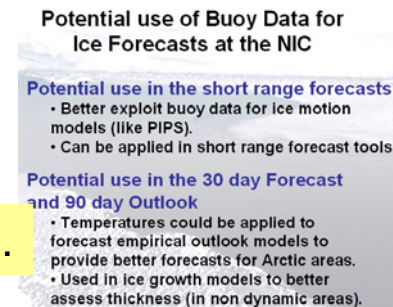 Potential use of Buoy Data for
Ice Forecasts at the NIC
Potential use in the short range forecasts
• Better exploit buoy data for ice motion
models (like PIPS).
• Can be applied in short range forecast tools
Potential use in the 30 day Forecast
and 90 day Outlook
• Temperatures could be applied to
forecast empirical outlook models to
provide better forecasts for Arctic areas.
• Used in ice growth models to better
assess thickness (in non dynamic areas).
.